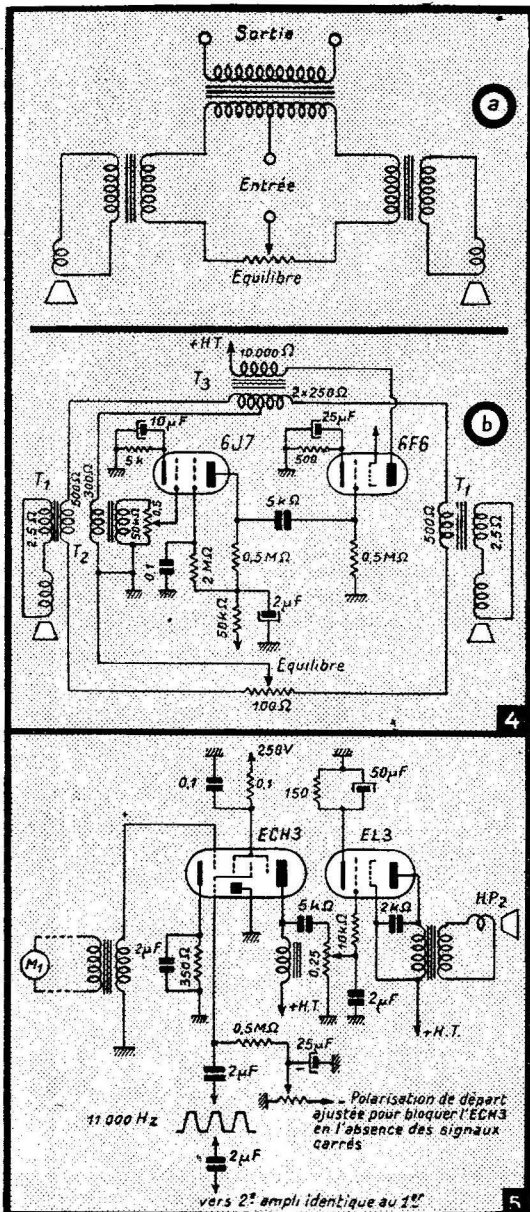 Sortie
a
Entrée
Equilibre
+H.T.
10.000 Ω
T3
2x250Ω
b
10µF
5k
6J7
25µF
500
6F6
T1
2,5Ω
500Ω
300Ω
T2
50kΩ
0,5
0,1
2 MΩ
5kΩ
0,5MΩ
0,5MΩ
50kΩ
2µF
500Ω
T1
2,5Ω
Equilibre
100Ω
4
0,1
250V
0,1
ECH3
150
50µF
EL3
M1
2µF
350Ω
5kΩ
0,25
10kΩ
2kΩ
H.P.2
+H.T.
2µF
+H.T.
0,5MΩ
25µF
2µF
11 000 Hz
- Polarisation de départ
ajustée pour bloquer l'ECH3
en l'absence des signaux
carrés
2µF
vers 2e ampli identique au 1er
5